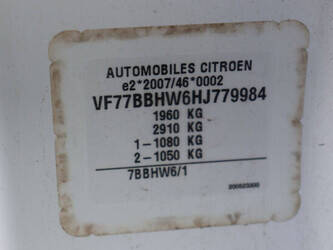 AUTOMOBILES CITROEN
e2*2007/46*0002
VF77BBHW6HJ779984
1960 KG
2910 KG
1-1080 KG
2-1050 KG
7BBHW6/1